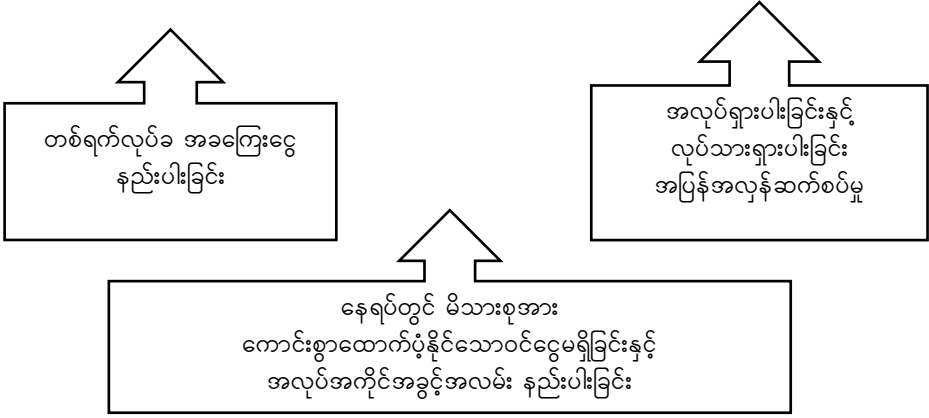 တစ်ရက်လုပ်ခ အခကြေးငွေ
နည်းပါးခြင်း
အလုပ်ရှားပါးခြင်းနှင့်
လုပ်သားရှားပါးခြင်း
အပြန်အလှန်ဆက်စပ်မှု
နေရပ်တွင် မိသားစုအား
ကောင်းစွာထောက်ပံ့နိုင်သောဝင်ငွေမရှိခြင်းနှင့်
အလုပ်အကိုင်အခွင့်အလမ်း နည်းပါးခြင်း